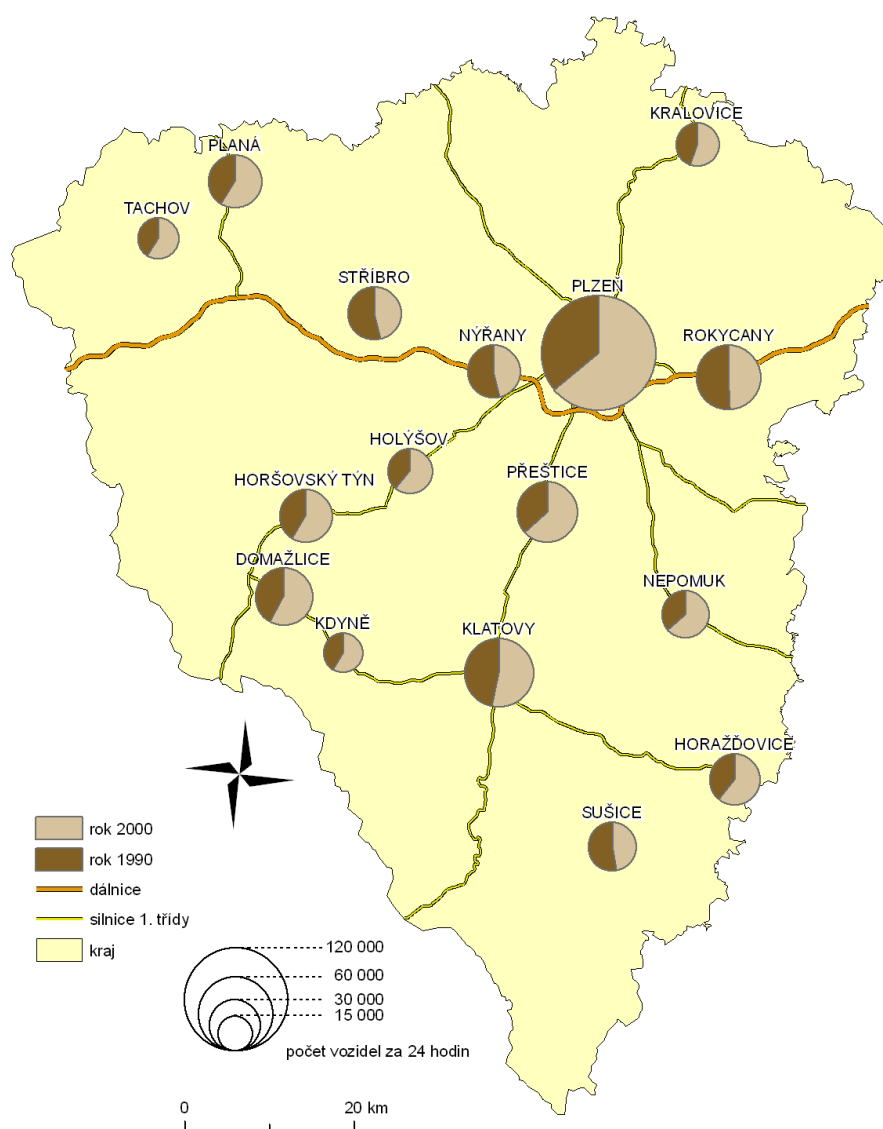 KRALOVICE
PLANÁ
TACHOV
STŘÍBRO
PLZEŇ
NÝŘANY
ROKYCANY
HOLÝŠOV
HORŠOVSKÝ TÝN
PŘEŠTICE
DOMAŽLICE
NEPOMUK
KDYNĚ
KLATOVY
HORAŽĎOVICE
SUŠICE
rok 2000
rok 1990
dálnice
silnice 1. třídy
kraj
120 000
60 000
30 000
15 000
počet vozidel za 24 hodin
0 20 km